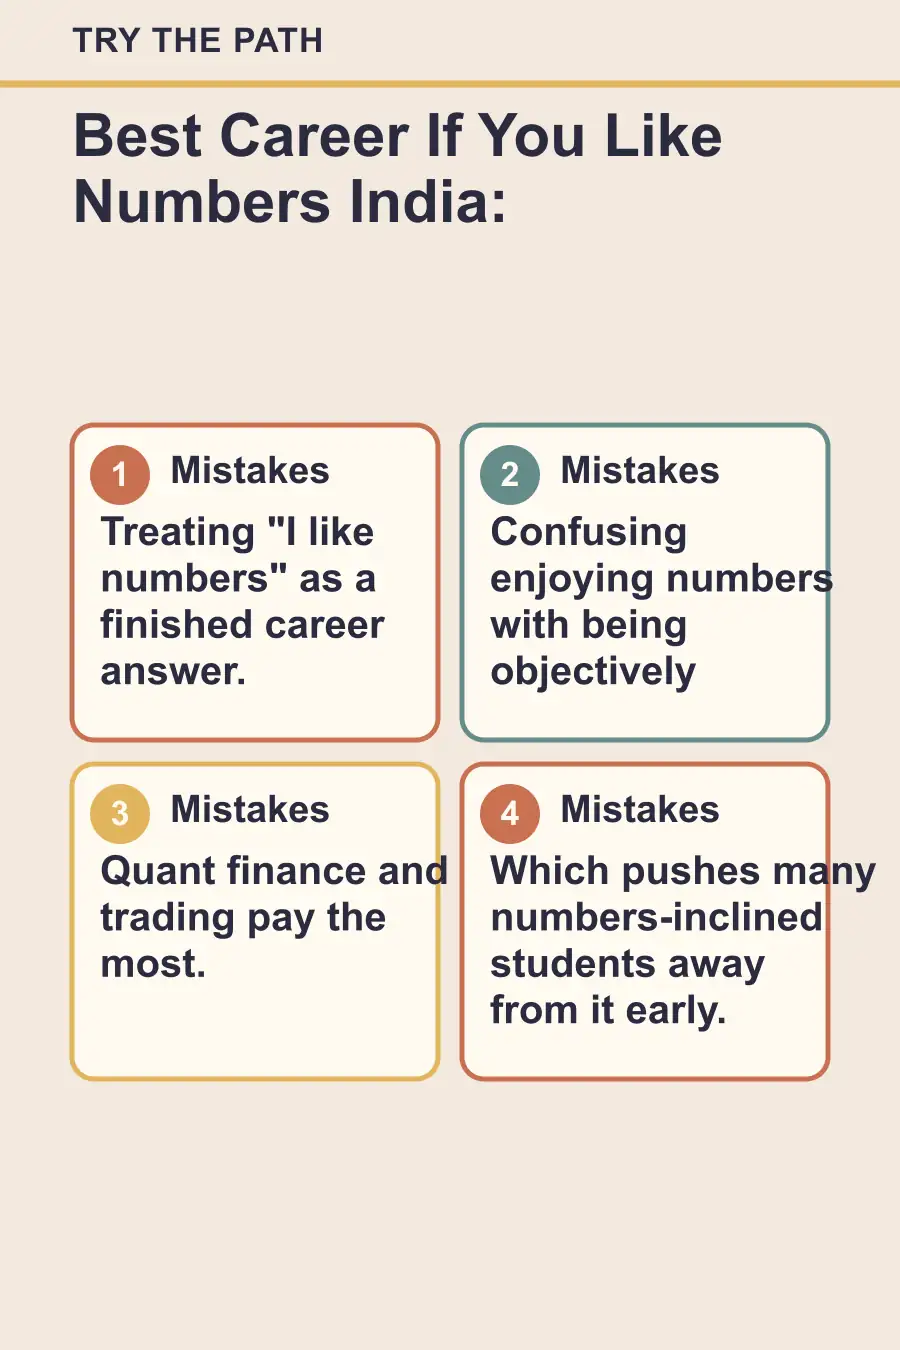 TRY THE PATH
Best Career If You Like
Numbers India:
1 Mistakes
Treating "I like
numbers" as a
finished career
answer.
2 Mistakes
Confusing
enjoying numbers
with being
objectively
3 Mistakes
Quant finance and
trading pay the
most.
4 Mistakes
Which pushes many
numbers-inclined
students away
from it early.